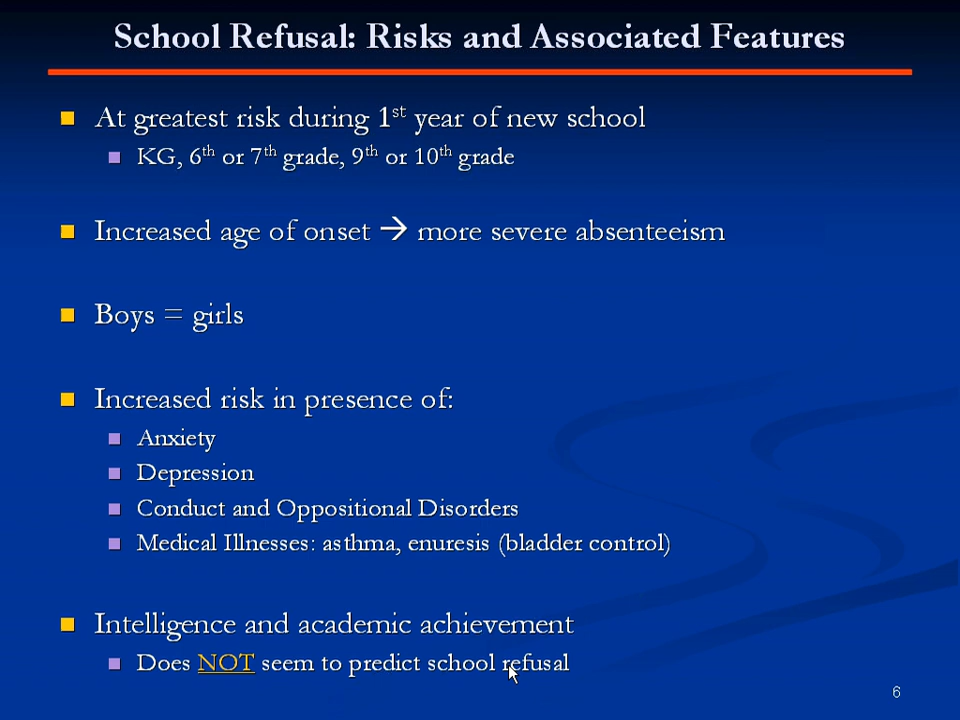 School Refusal: Risks and Associated Features
At greatest risk during 1st year of new school
KG, 6th or 7th grade, 9th or 10th grade
Increased age of onset → more severe absenteeism
Boys = girls
Increased risk in presence of:
Anxiety
Depression
Conduct and Oppositional Disorders
Medical Illnesses: asthma, enuresis (bladder control)
Intelligence and academic achievement
Does NOT seem to predict school refusal
6